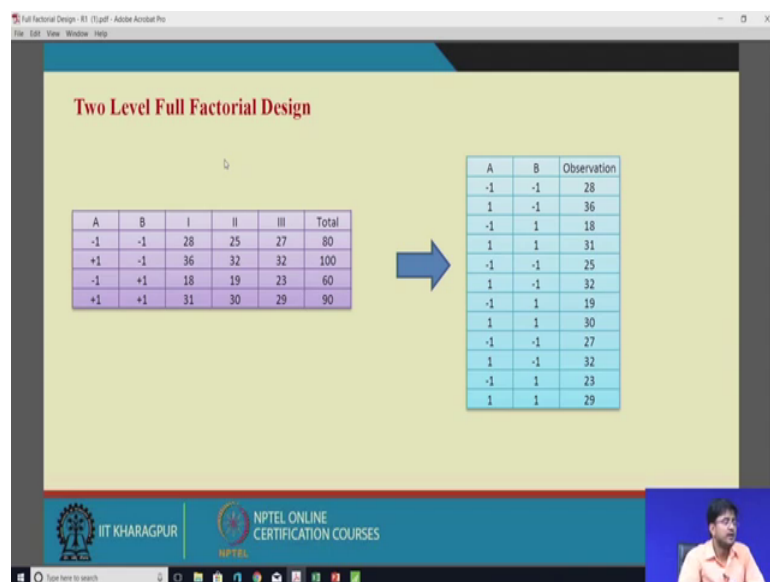 Full Factorial Design - R1 (1).pdf - Adobe Acrobat Pro
File Edit View Window Help
Two Level Full Factorial Design
A B I II III Total
-1 -1 28 25 27 80
+1 -1 36 32 32 100
-1 +1 18 19 23 60
+1 +1 31 30 29 90
A B Observation
-1 -1 28
1 -1 36
-1 1 18
1 1 31
-1 -1 25
1 -1 32
-1 1 19
1 1 30
-1 -1 27
1 -1 32
-1 1 23
1 1 29
IIT KHARAGPUR
NPTEL
NPTEL ONLINE
CERTIFICATION COURSES
Type here to search